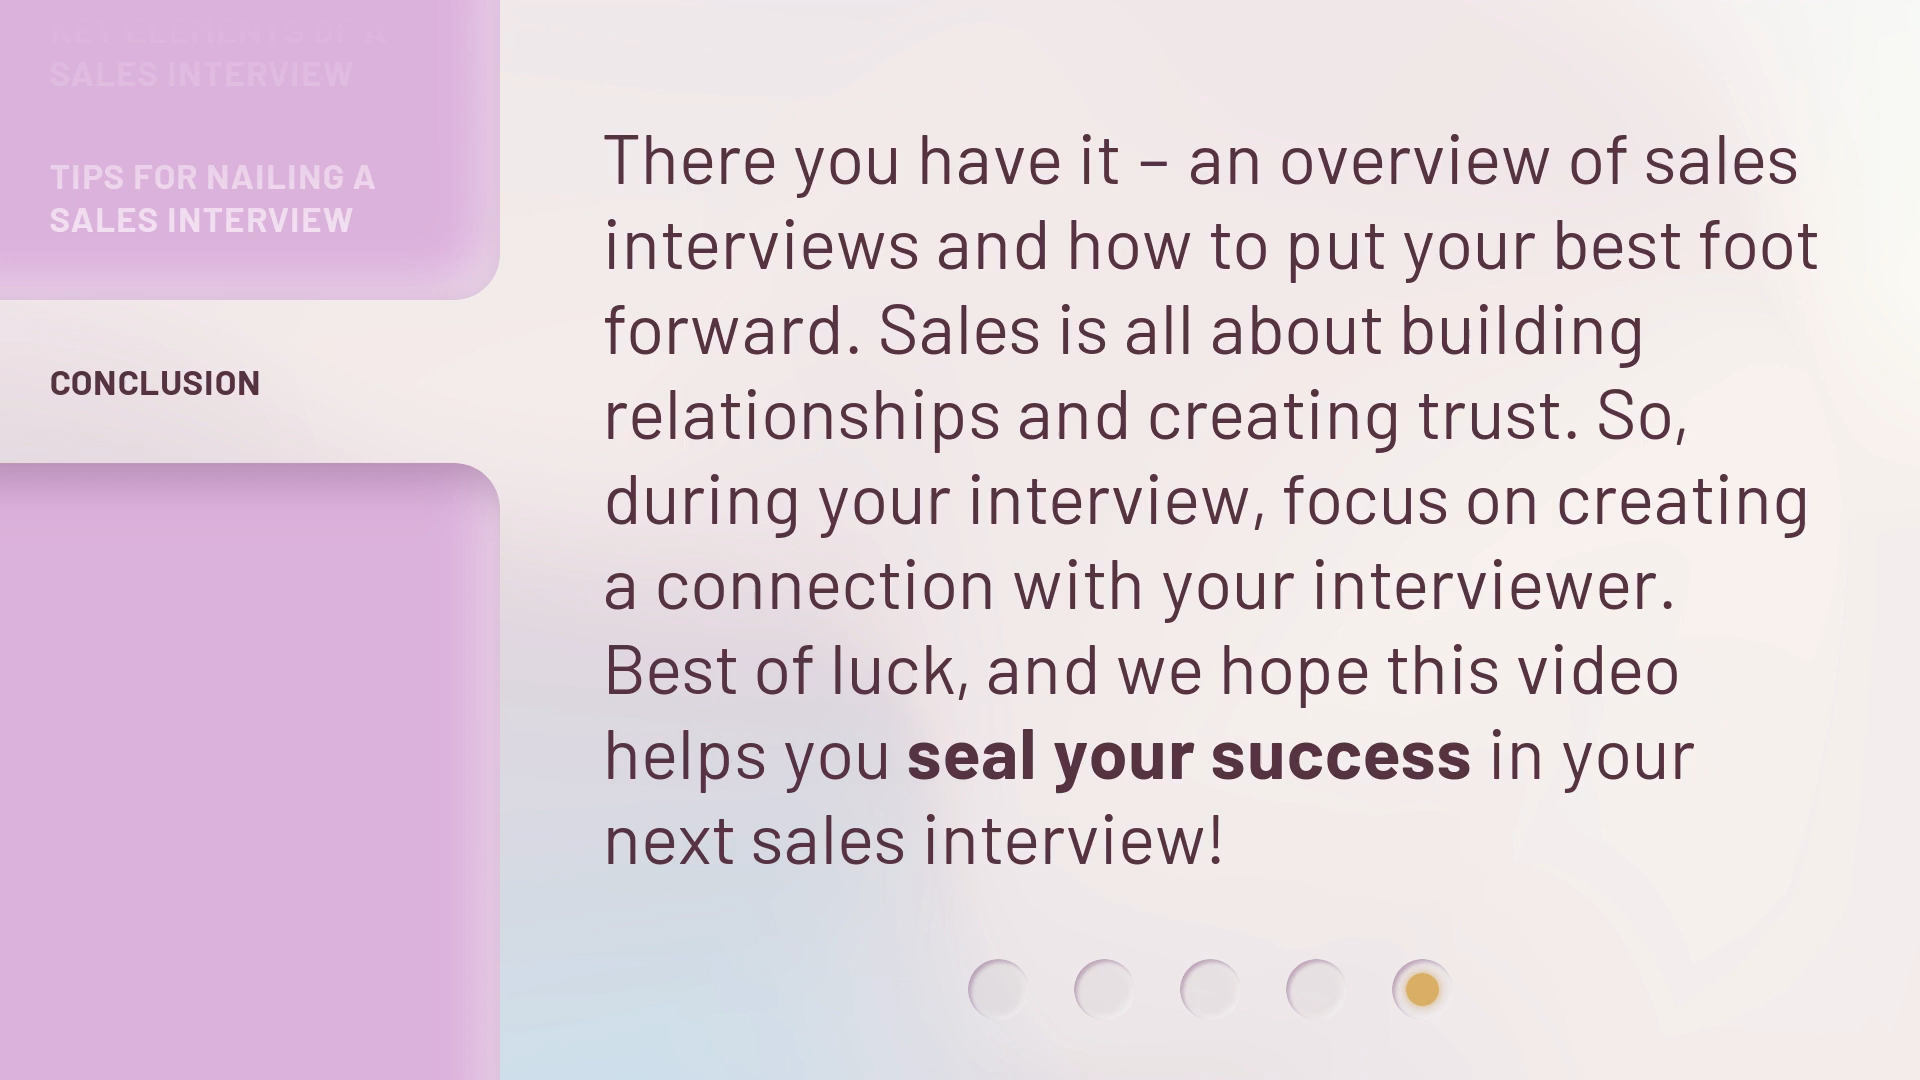 KEY ELEMENTS OF A
SALES INTERVIEW
TIPS FOR NAILING A
SALES INTERVIEW
CONCLUSION
There you have it – an overview of sales
interviews and how to put your best foot
forward. Sales is all about building
relationships and creating trust. So,
during your interview, focus on creating
a connection with your interviewer.
Best of luck, and we hope this video
helps you seal your success in your
next sales interview!